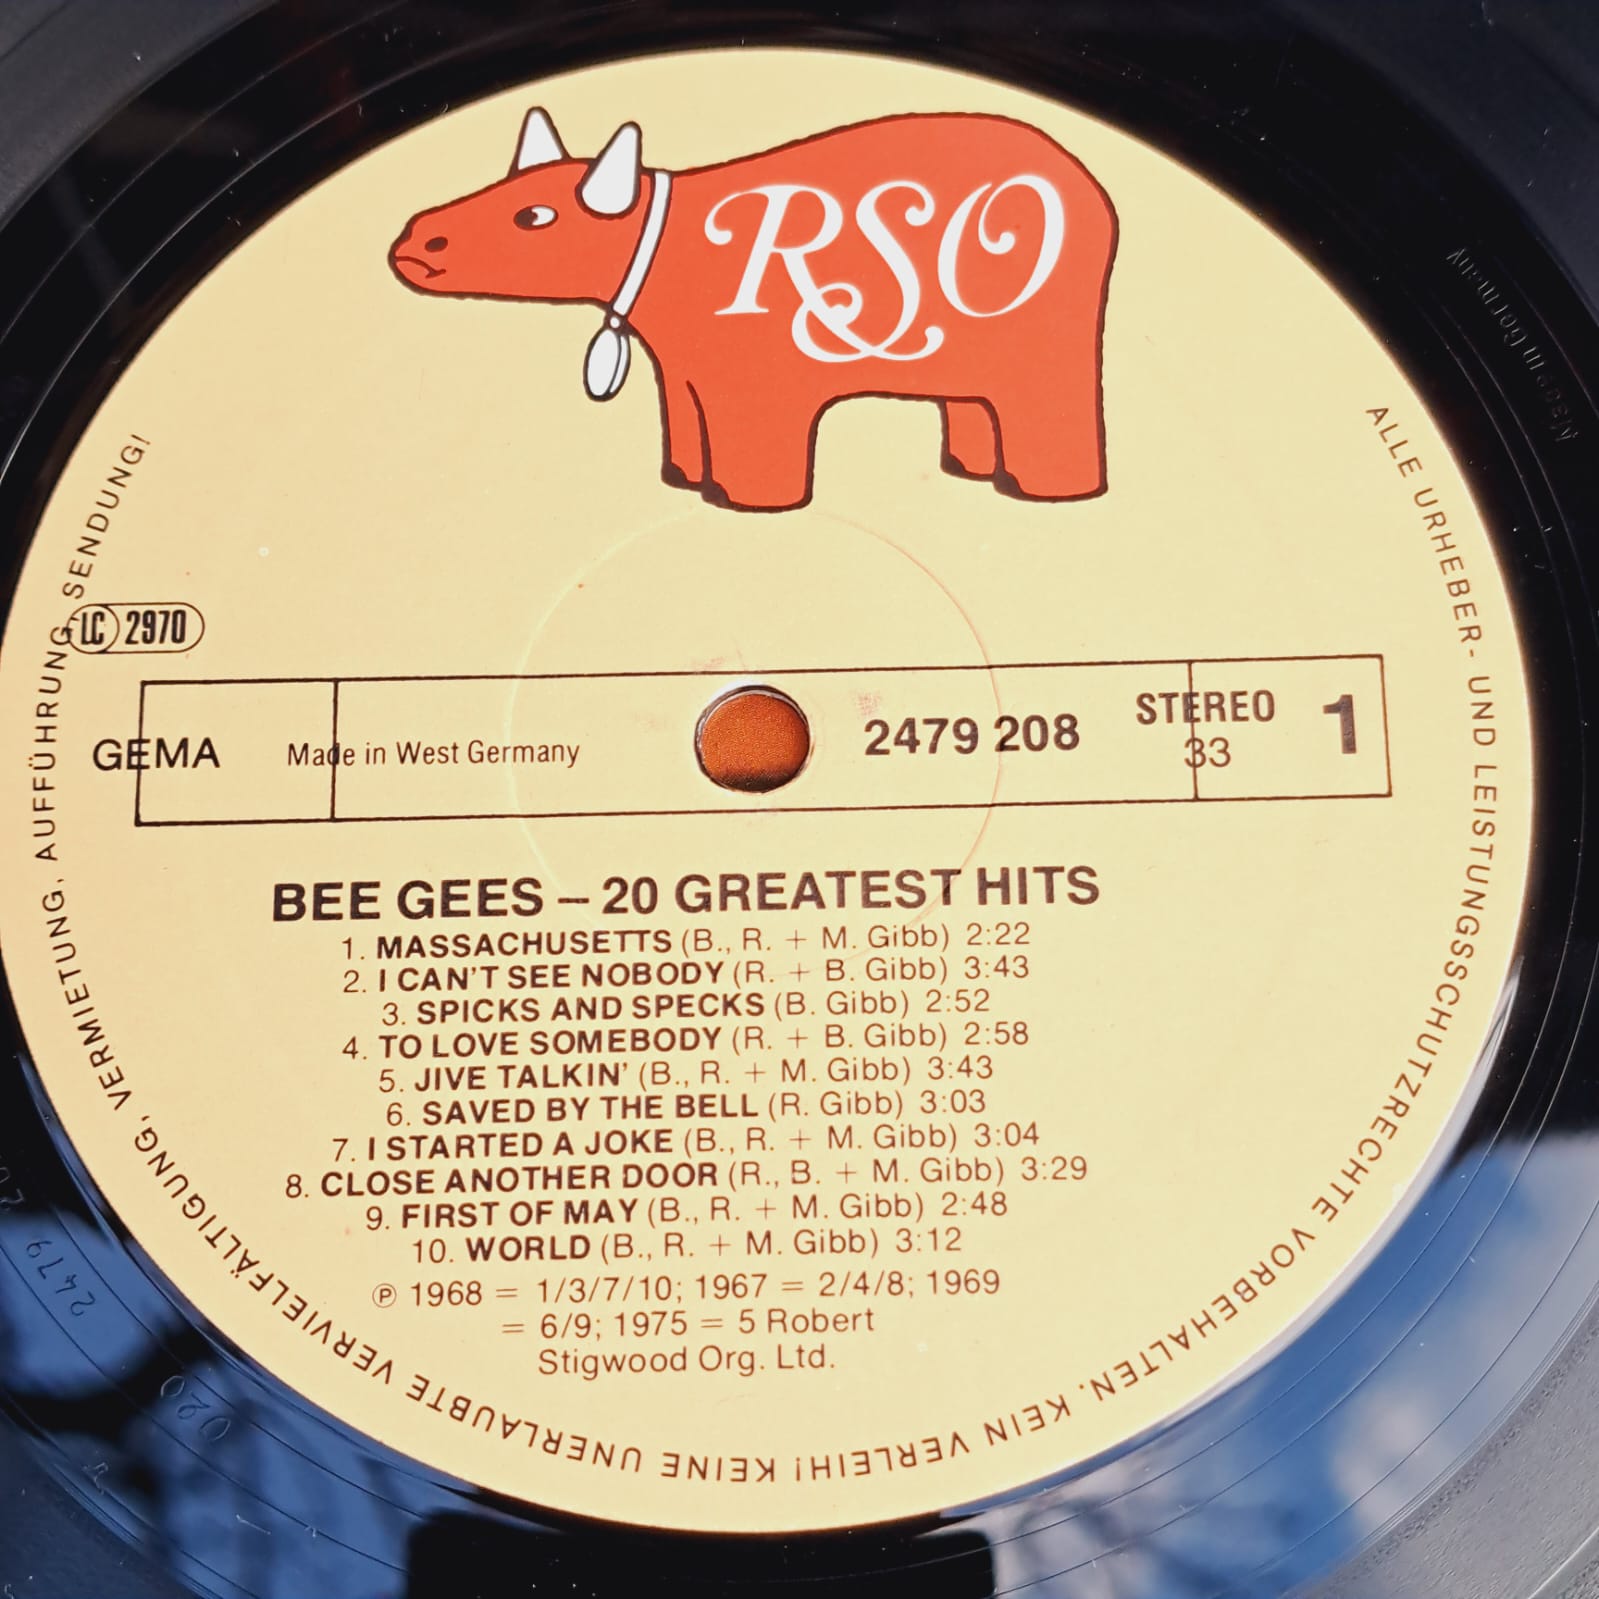 RSO
LC 2970
GEMA
Made in West Germany
2479 208
STEREO
33
1
BEE GEES – 20 GREATEST HITS
1. MASSACHUSETTS (B., R. + M. Gibb) 2:22
2. I CAN'T SEE NOBODY (R. + B. Gibb) 3:43
3. SPICKS AND SPECKS (B. Gibb) 2:52
4. TO LOVE SOMEBODY (R. + B. Gibb) 2:58
5. JIVE TALKIN' (B., R. + M. Gibb) 3:43
6. SAVED BY THE BELL (R. Gibb) 3:03
7. I STARTED A JOKE (B., R. + M. Gibb) 3:04
8. CLOSE ANOTHER DOOR (R., B. + M. Gibb) 3:29
9. FIRST OF MAY (B., R. + M. Gibb) 2:48
10. WORLD (B., R. + M. Gibb) 3:12
℗ 1968 = 1/3/7/10; 1967 = 2/4/8; 1969
= 6/9; 1975 = 5 Robert
Stigwood Org. Ltd.
ALLE URHEBER- UND LEISTUNGSSCHUTZRECHTE VORBEHALTEN. KEIN VERLEIH! KEINE UNERLAUBTE VERVIELFÄLTIGUNG, VERMIETUNG, AUFFÜHRUNG, SENDUNG!
Made in Germany
2479
020